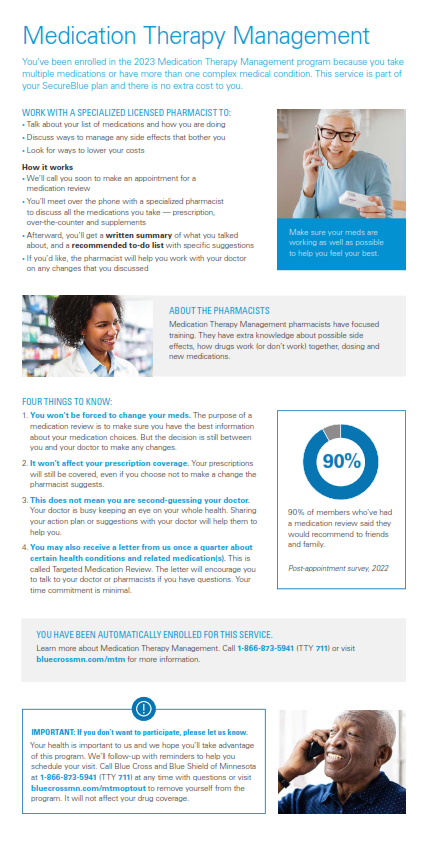 Medication Therapy Management
You've been enrolled in the 2023 Medication Therapy Management program because you take
multiple medications or have more than one complex medical condition. This service is part of
your SecureBlue plan and there is no extra cost to you.
WORK WITH A SPECIALIZED LICENSED PHARMACIST TO:
• Talk about your list of medications and how you are doing
• Discuss ways to manage any side effects that bother you
• Look for ways to lower your costs
How it works
• We'll call you soon to make an appointment for a
medication review
• You'll meet over the phone with a specialized pharmacist
to discuss all the medications you take — prescription,
over-the-counter and supplements
• Afterward, you'll get a written summary of what you talked
about, and a recommended to-do list with specific suggestions
• If you'd like, the pharmacist will help you work with your doctor
on any changes that you discussed
Make sure your meds are
working as well as possible
to help you feel your best.
ABOUT THE PHARMACISTS
Medication Therapy Management pharmacists have focused
training. They have extra knowledge about possible side
effects, how drugs work (or don't work) together, dosing and
new medications.
FOUR THINGS TO KNOW:
1. You won't be forced to change your meds. The purpose of a
medication review is to make sure you have the best information
about your medication choices. But the decision is still between
you and your doctor to make any changes.
2. It won't affect your prescription coverage. Your prescriptions
will still be covered, even if you choose not to make a change the
pharmacist suggests.
3. This does not mean you are second-guessing your doctor.
Your doctor is busy keeping an eye on your whole health. Sharing
your action plan or suggestions with your doctor will help them to
help you.
4. You may also receive a letter from us once a quarter about
certain health conditions and related medication(s). This is
called Targeted Medication Review. The letter will encourage you
to talk to your doctor or pharmacists if you have questions. Your
time commitment is minimal.
90%
90% of members who've had
a medication review said they
would recommend to friends
and family.
Post-appointment survey, 2022
YOU HAVE BEEN AUTOMATICALLY ENROLLED FOR THIS SERVICE.
Learn more about Medication Therapy Management. Call 1-866-873-5941 (TTY 711) or visit
bluecrossmn.com/mtm for more information.
!
IMPORTANT: If you don't want to participate, please let us know.
Your health is important to us and we hope you'll take advantage
of this program. We'll follow-up with reminders to help you
schedule your visit. Call Blue Cross and Blue Shield of Minnesota
at 1-866-873-5941 (TTY 711) at any time with questions or visit
bluecrossmn.com/mtmoptout to remove yourself from the
program. It will not affect your drug coverage.